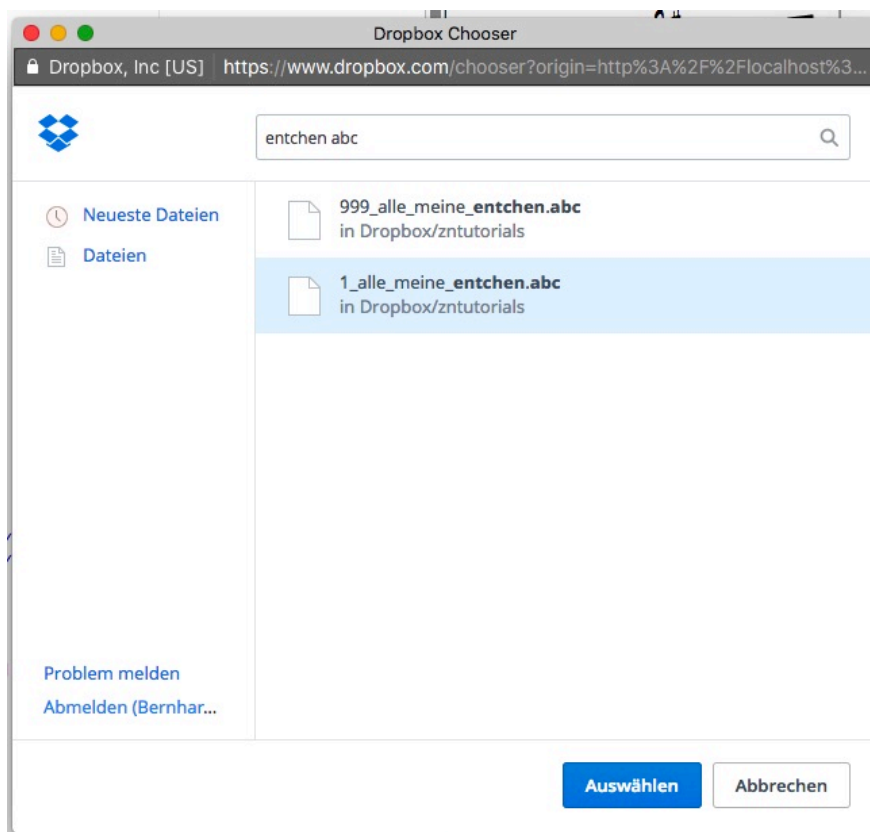 Dropbox Chooser
Dropbox, Inc [US] https://www.dropbox.com/chooser?origin=http%3A%2F%2Flocalhost%3...
entchen abc
Neueste Dateien
Dateien
999_alle_meine_entchen.abc
in Dropbox/zntutorials
1_alle_meine_entchen.abc
in Dropbox/zntutorials
Problem melden
Abmelden (Bernhar...
Auswählen Abbrechen